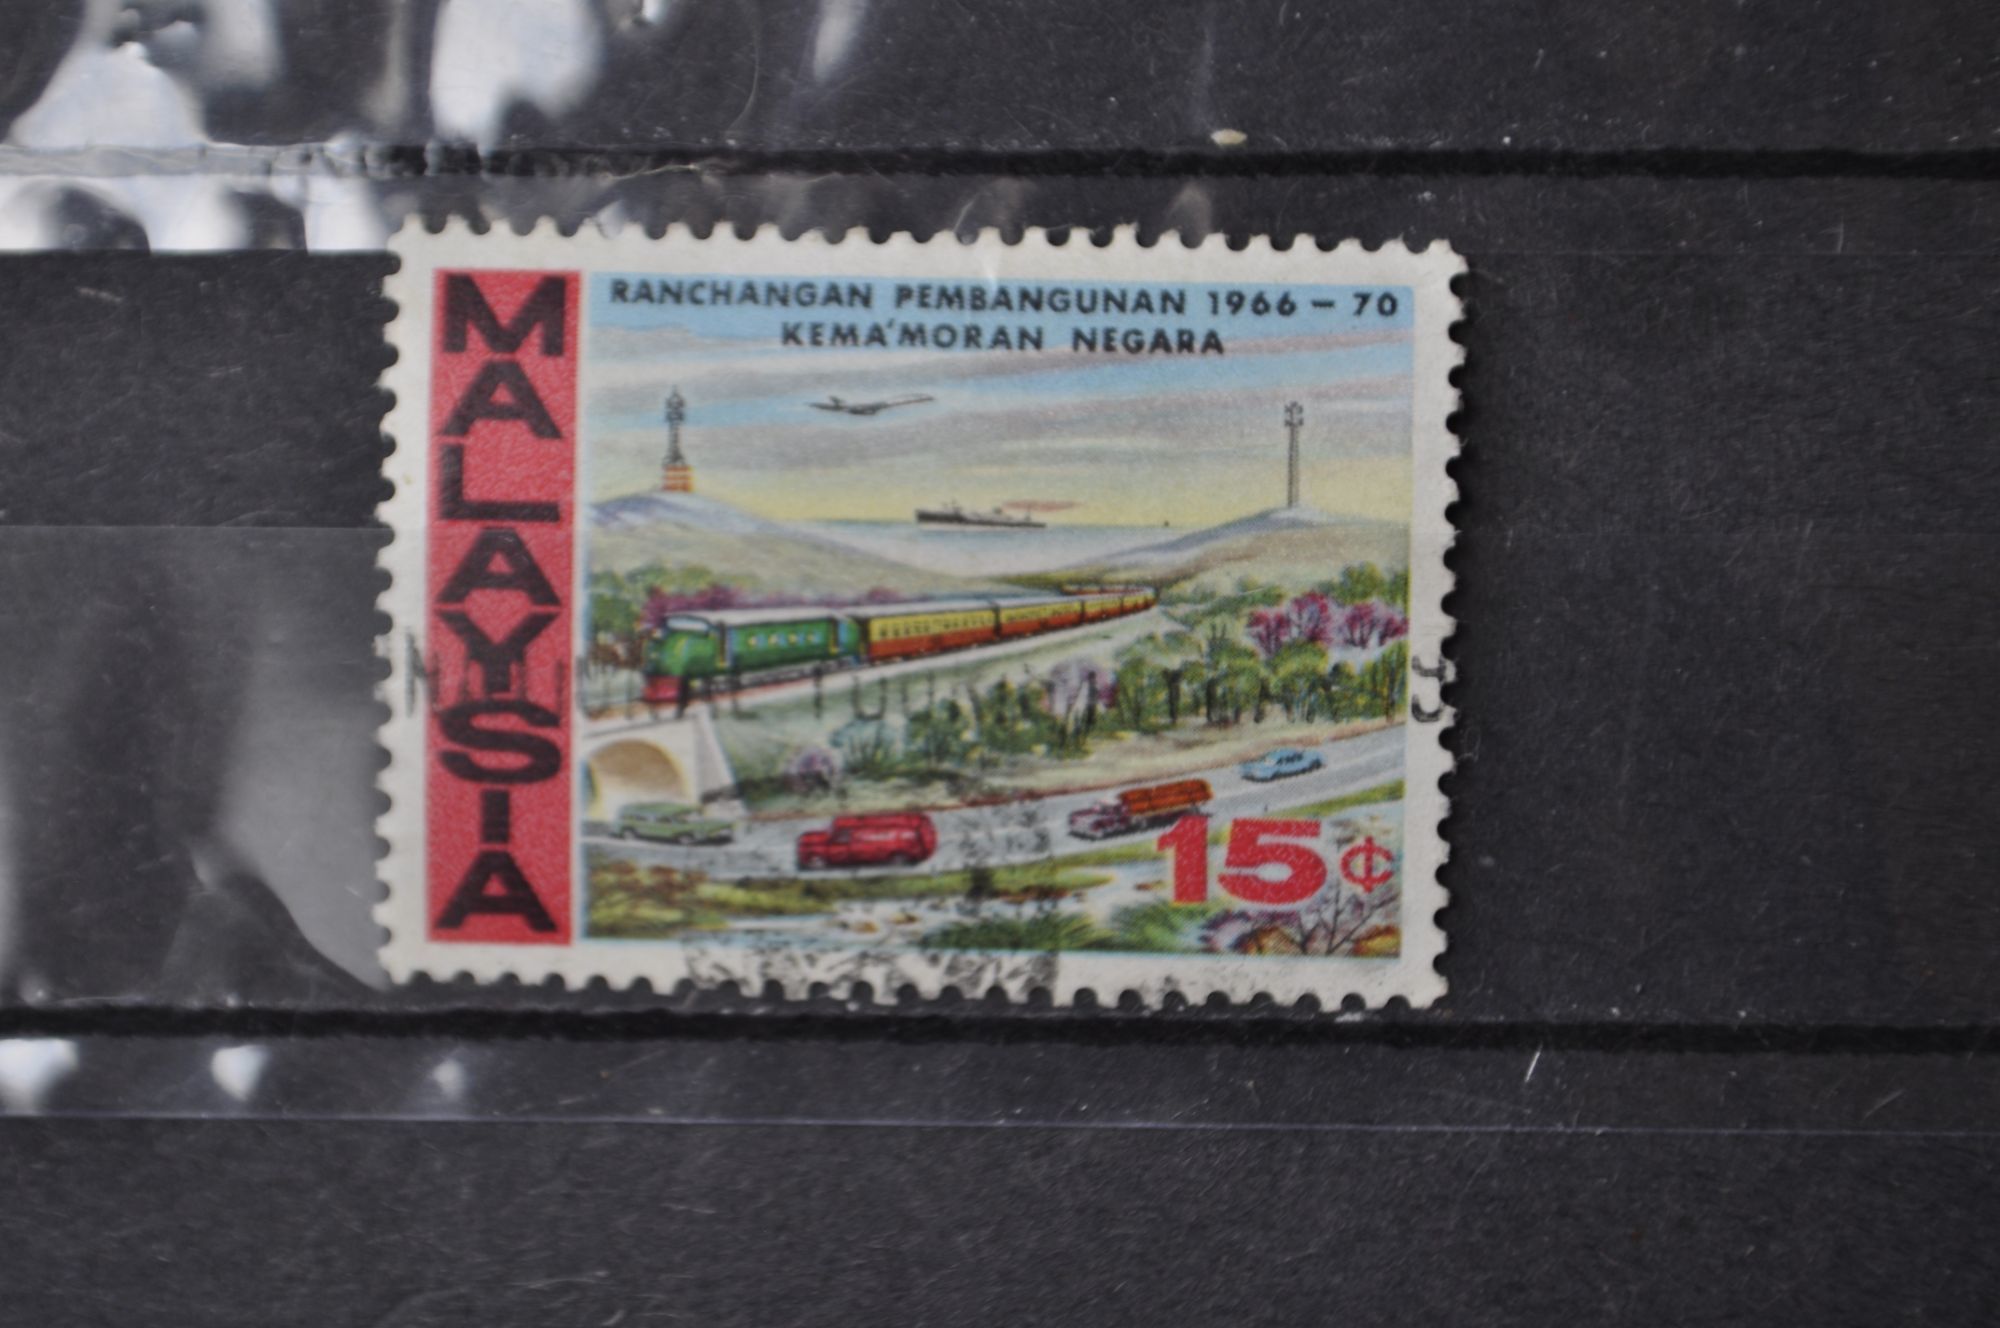 MALAYSIA
RANCHANGAN PEMBANGUNAN 1966 – 70
KEMA'MORAN NEGARA
15¢